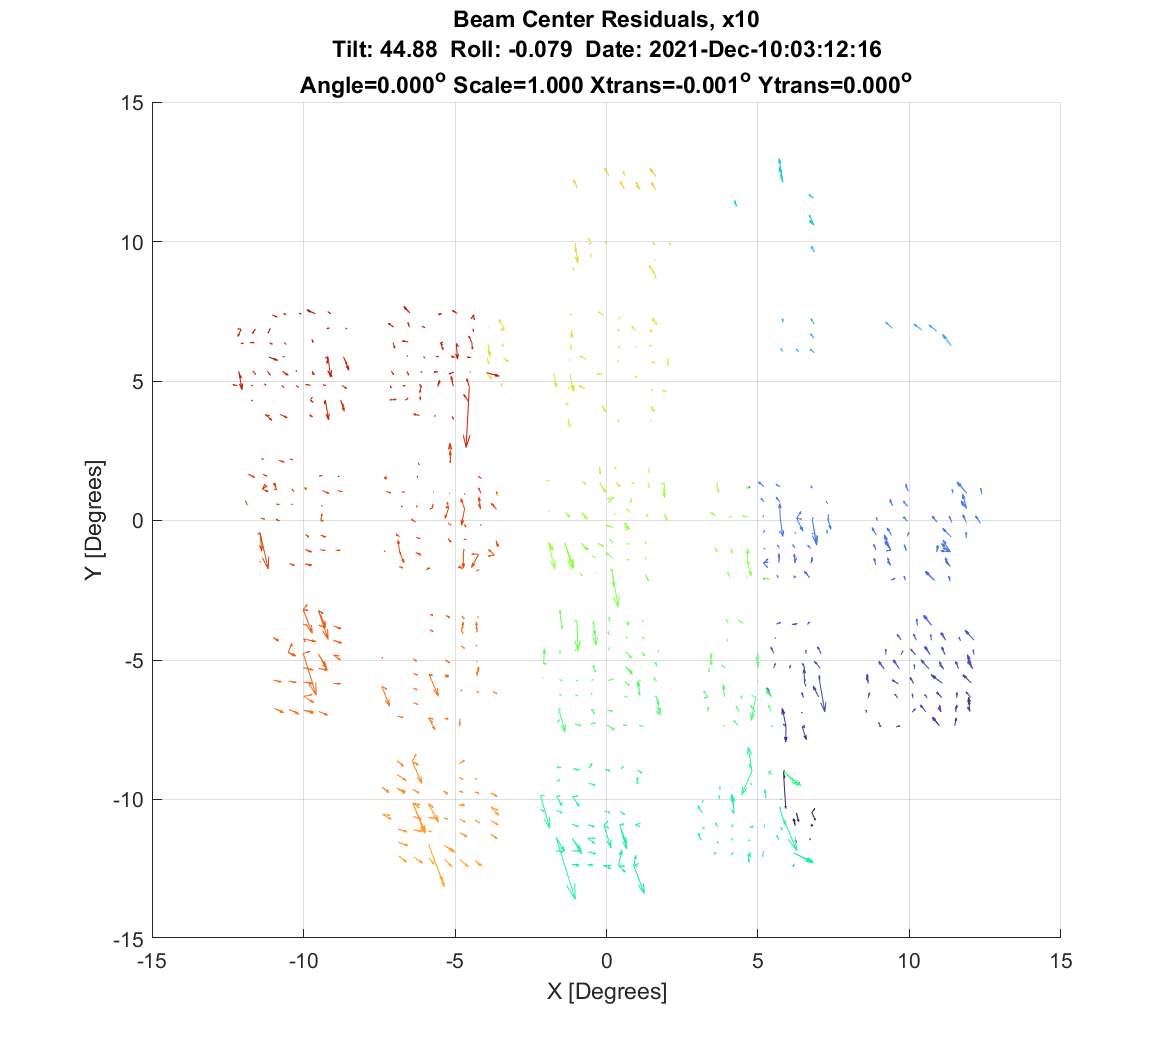 Beam Center Residuals, x10
Tilt: 44.88 Roll: -0.079 Date: 2021-Dec-10:03:12:16
Angle=0.000° Scale=1.000 Xtrans=-0.001° Ytrans=0.000°
15
10
5
0
-5
-10
-15
Y [Degrees]
-15 -10 -5 0 5 10 15
X [Degrees]